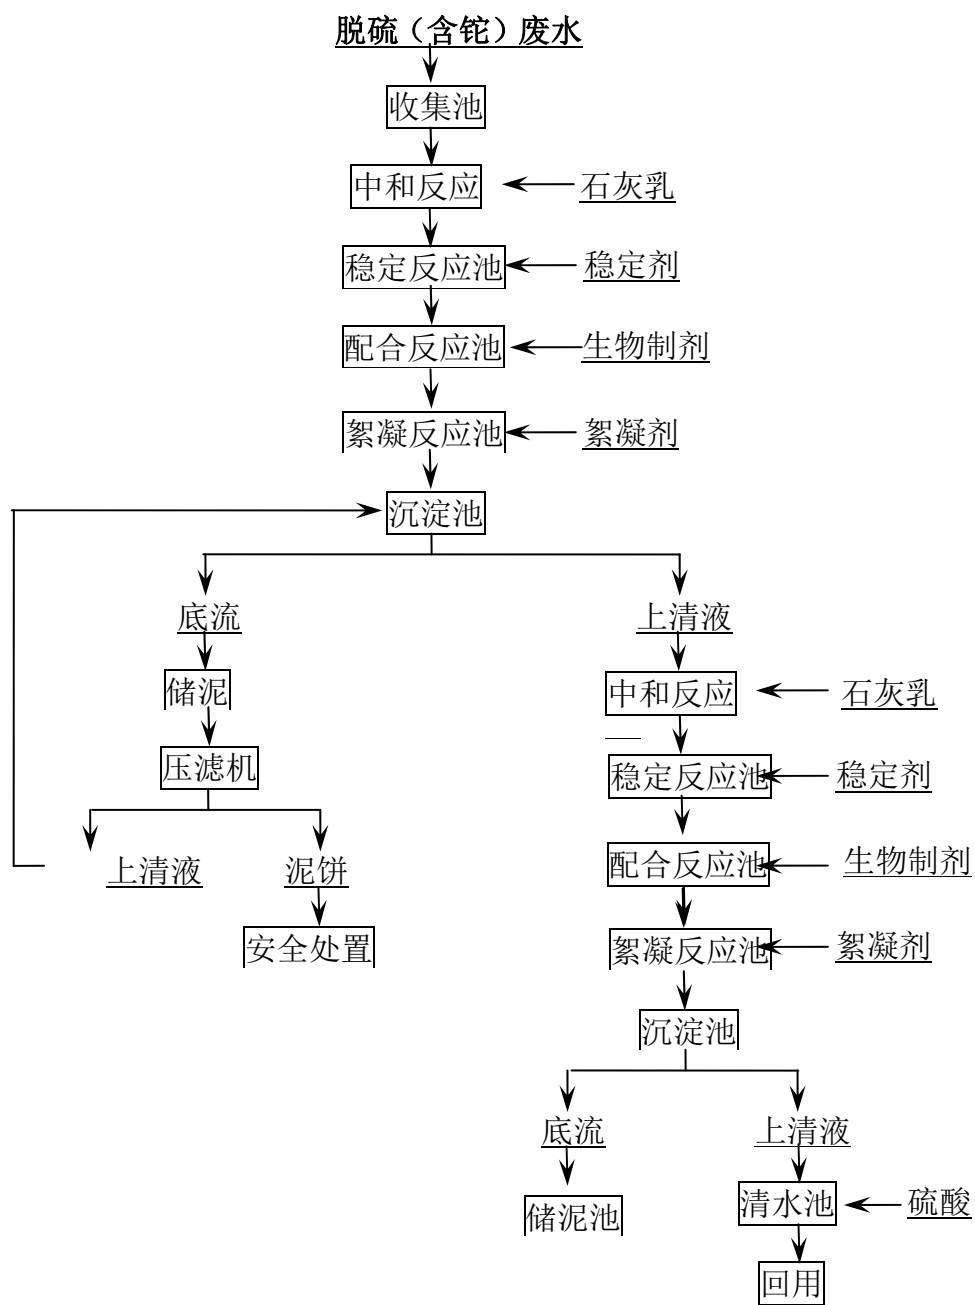 脱硫（含铊）废水
收集池
中和反应
石灰乳
稳定反应池
稳定剂
配合反应池
生物制剂
絮凝反应池
絮凝剂
沉淀池
底流
上清液
储泥
中和反应
石灰乳
压滤机
稳定反应池
稳定剂
上清液
泥饼
配合反应池
生物制剂
安全处置
絮凝反应池
絮凝剂
沉淀池
底流
上清液
储泥池
清水池
硫酸
回用